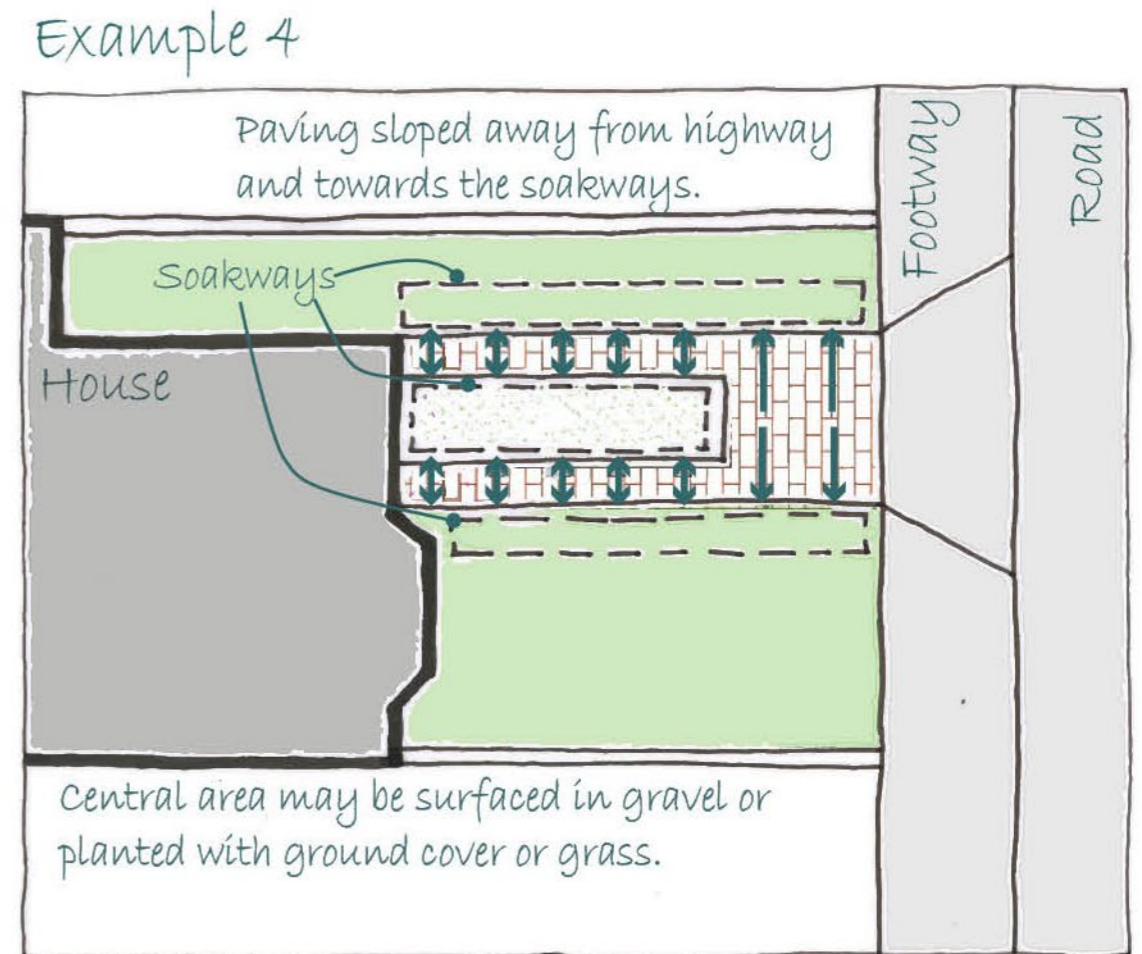 Example 4
Paving sloped away from highway
and towards the soakways.
Footway
Road
Soakways
House
Central area may be surfaced in gravel or
planted with ground cover or grass.